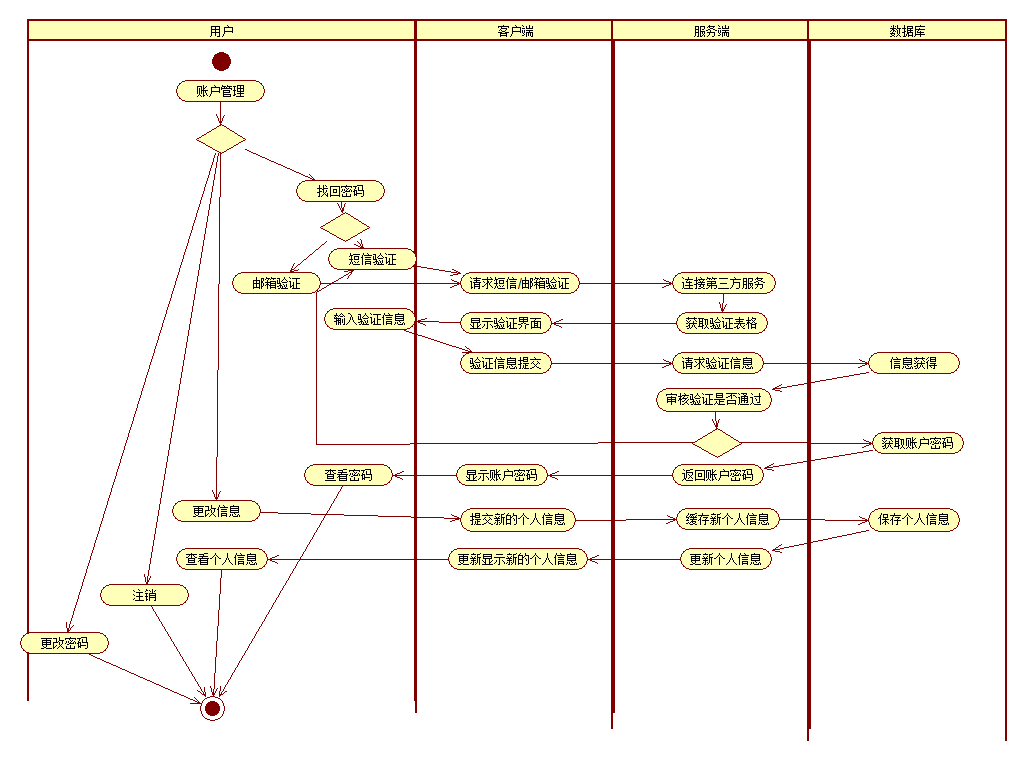 用户
客户端
服务端
数据库
账户管理
找回密码
短信验证
邮箱验证
请求短信/邮箱验证
连接第三方服务
输入验证信息
显示验证界面
获取验证表格
验证信息提交
请求验证信息
信息获得
审核验证是否通过
获取账户密码
查看密码
显示账户密码
返回账户密码
更改信息
提交新的个人信息
缓存新个人信息
保存个人信息
查看个人信息
更新显示新的个人信息
更新个人信息
注销
更改密码